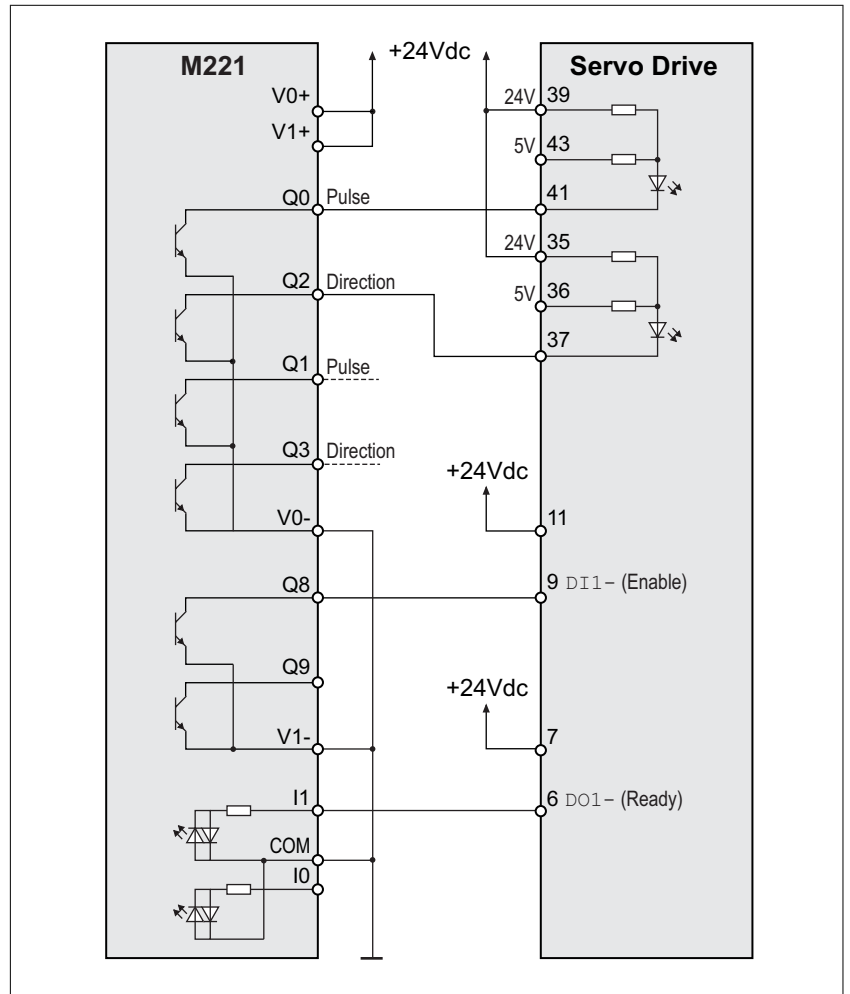 M221
+24Vdc
Servo Drive
V0+
V1+
24V 39
5V 43
Q0 Pulse
41
24V 35
Q2 Direction
5V 36
37
Q1 Pulse
Q3 Direction
+24Vdc
V0-
11
Q8
9 DI1- (Enable)
Q9
+24Vdc
V1-
7
I1
6 DO1- (Ready)
COM
I0